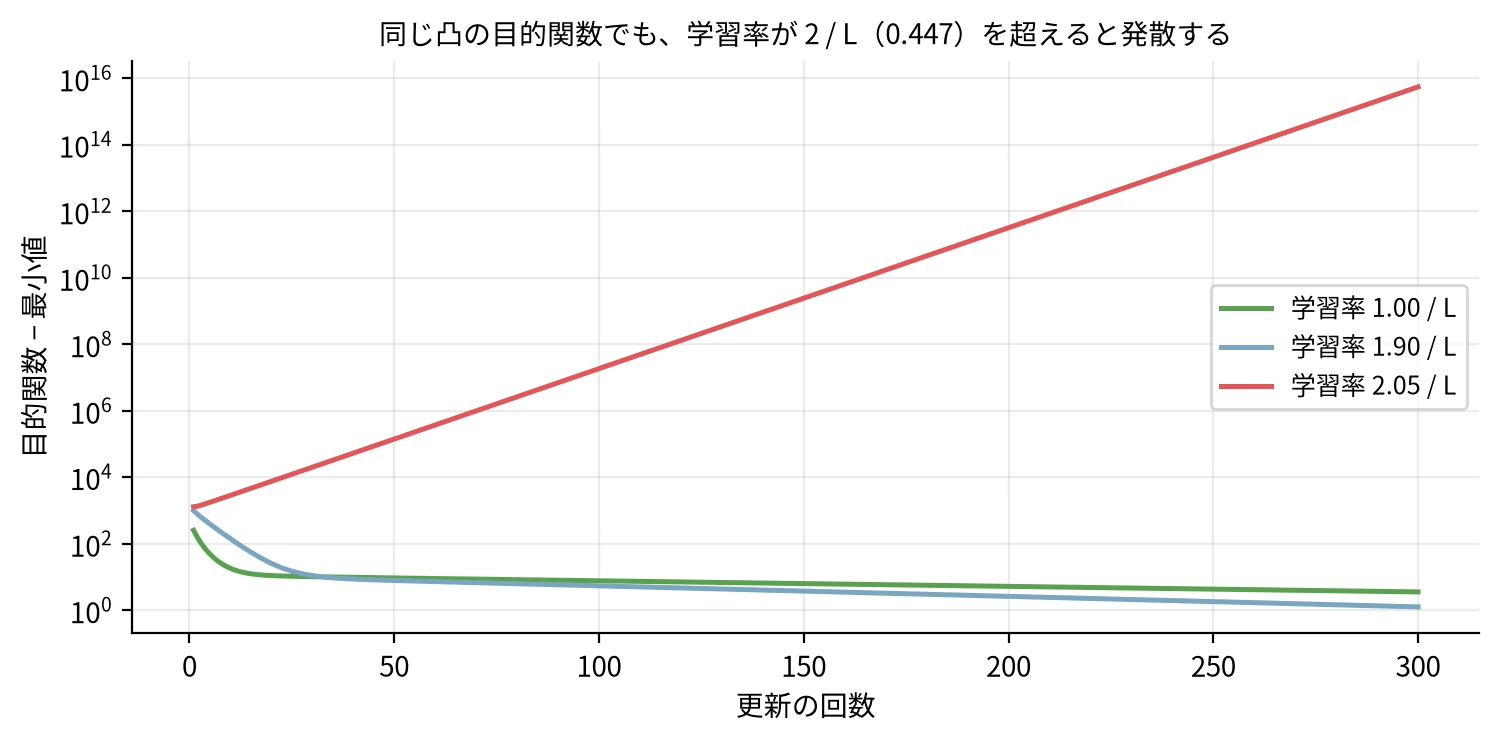 同じ凸の目的関数でも、学習率が 2 / L（0.447）を超えると発散する
目的関数 − 最小値
10^16
10^14
10^12
10^10
10^8
10^6
10^4
10^2
10^0
学習率 1.00 / L
学習率 1.90 / L
学習率 2.05 / L
0 50 100 150 200 250 300
更新の回数